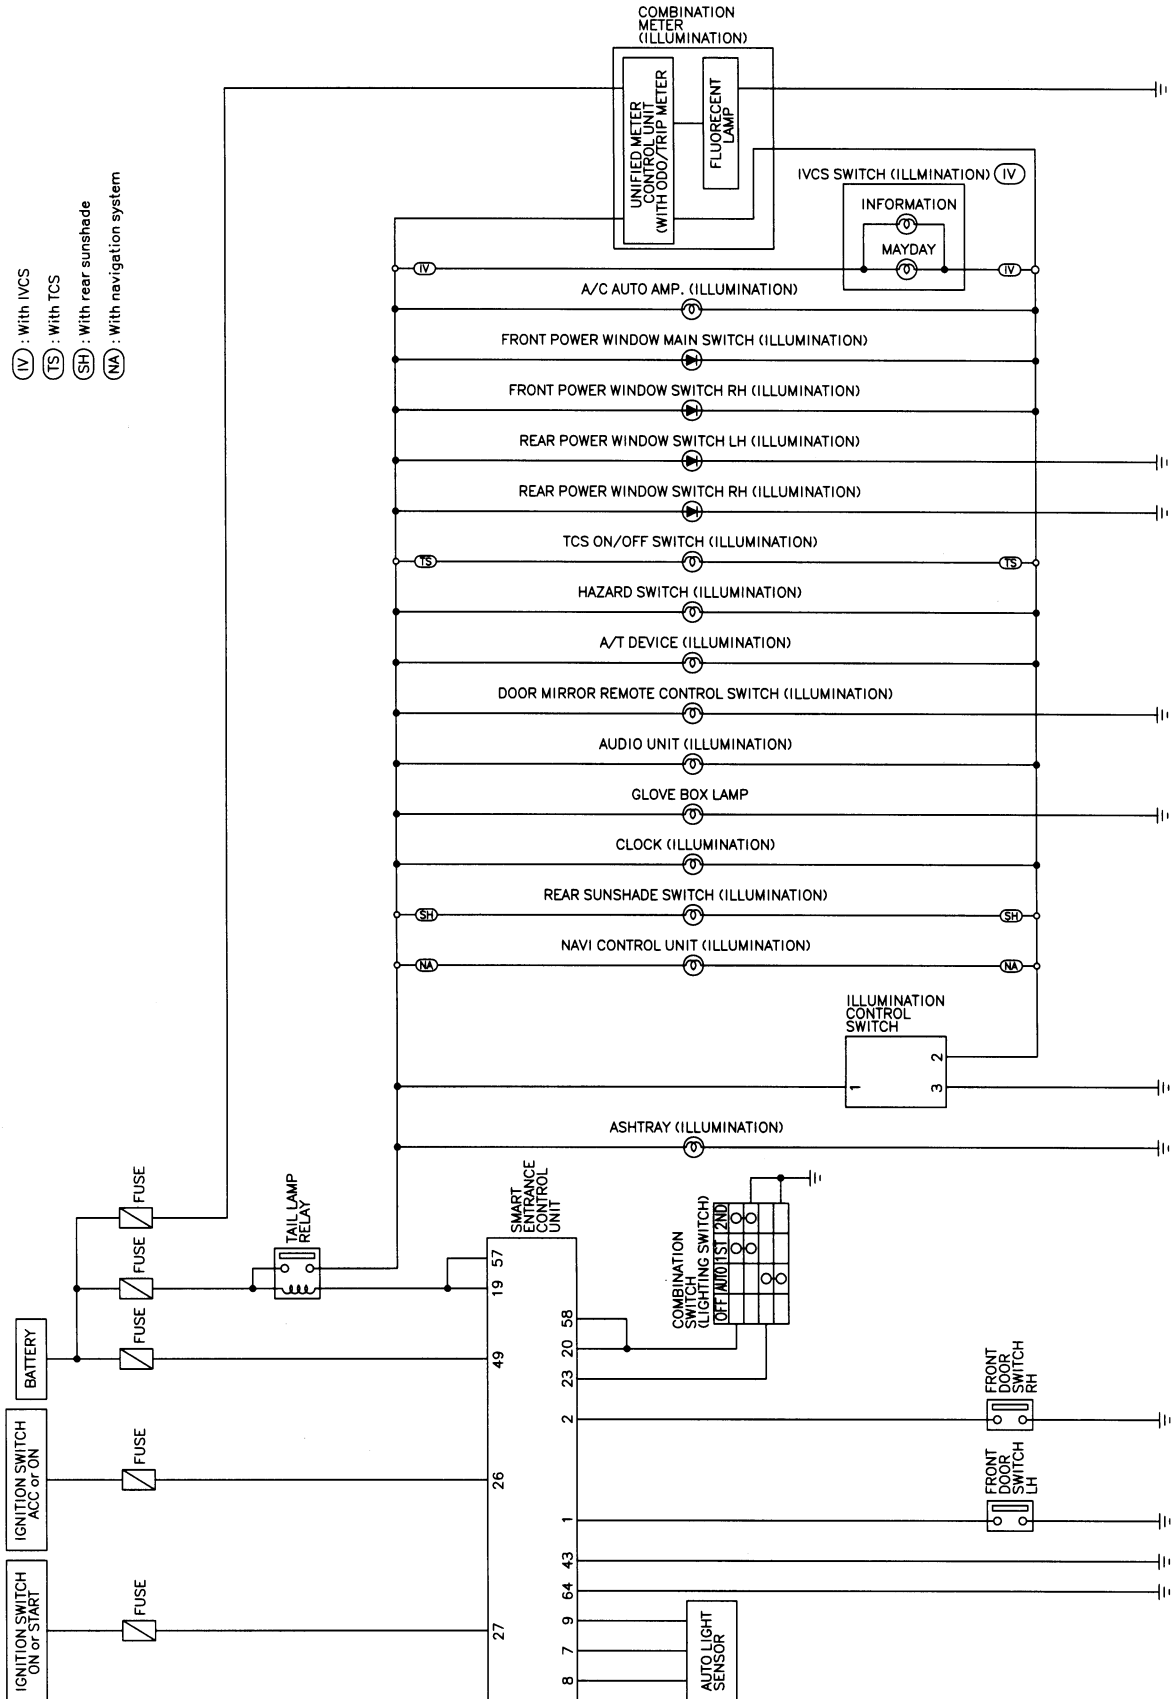 COMBINATION
METER
(ILLUMINATION)
UNIFIED METER
CONTROL UNIT
(WITH ODO/TRIP METER
FLUORECENT
LAMP
IVCS SWITCH (ILLMINATION) IV
INFORMATION
MAYDAY
IV : With IVCS
TS : With TCS
SH : With rear sunshade
NA : With navigation system
IV
IV
A/C AUTO AMP. (ILLUMINATION)
FRONT POWER WINDOW MAIN SWITCH (ILLUMINATION)
FRONT POWER WINDOW SWITCH RH (ILLUMINATION)
REAR POWER WINDOW SWITCH LH (ILLUMINATION)
REAR POWER WINDOW SWITCH RH (ILLUMINATION)
TCS ON/OFF SWITCH (ILLUMINATION)
TS
TS
HAZARD SWITCH (ILLUMINATION)
A/T DEVICE (ILLUMINATION)
DOOR MIRROR REMOTE CONTROL SWITCH (ILLUMINATION)
AUDIO UNIT (ILLUMINATION)
GLOVE BOX LAMP
CLOCK (ILLUMINATION)
REAR SUNSHADE SWITCH (ILLUMINATION)
SH
SH
NAVI CONTROL UNIT (ILLUMINATION)
NA
NA
ILLUMINATION
CONTROL
SWITCH
1
2
3
ASHTRAY (ILLUMINATION)
FUSE
FUSE
FUSE
TAIL LAMP
RELAY
SMART
ENTRANCE
CONTROL
UNIT
57
19
49
26
27
58
20
23
2
1
43
64
9
7
8
COMBINATION
SWITCH
(LIGHTING SWITCH)
OFF AUTO 1ST 2ND
BATTERY
IGNITION SWITCH
ACC or ON
FUSE
IGNITION SWITCH
ON or START
FUSE
FRONT
DOOR
SWITCH
RH
FRONT
DOOR
SWITCH
LH
AUTO LIGHT
SENSOR